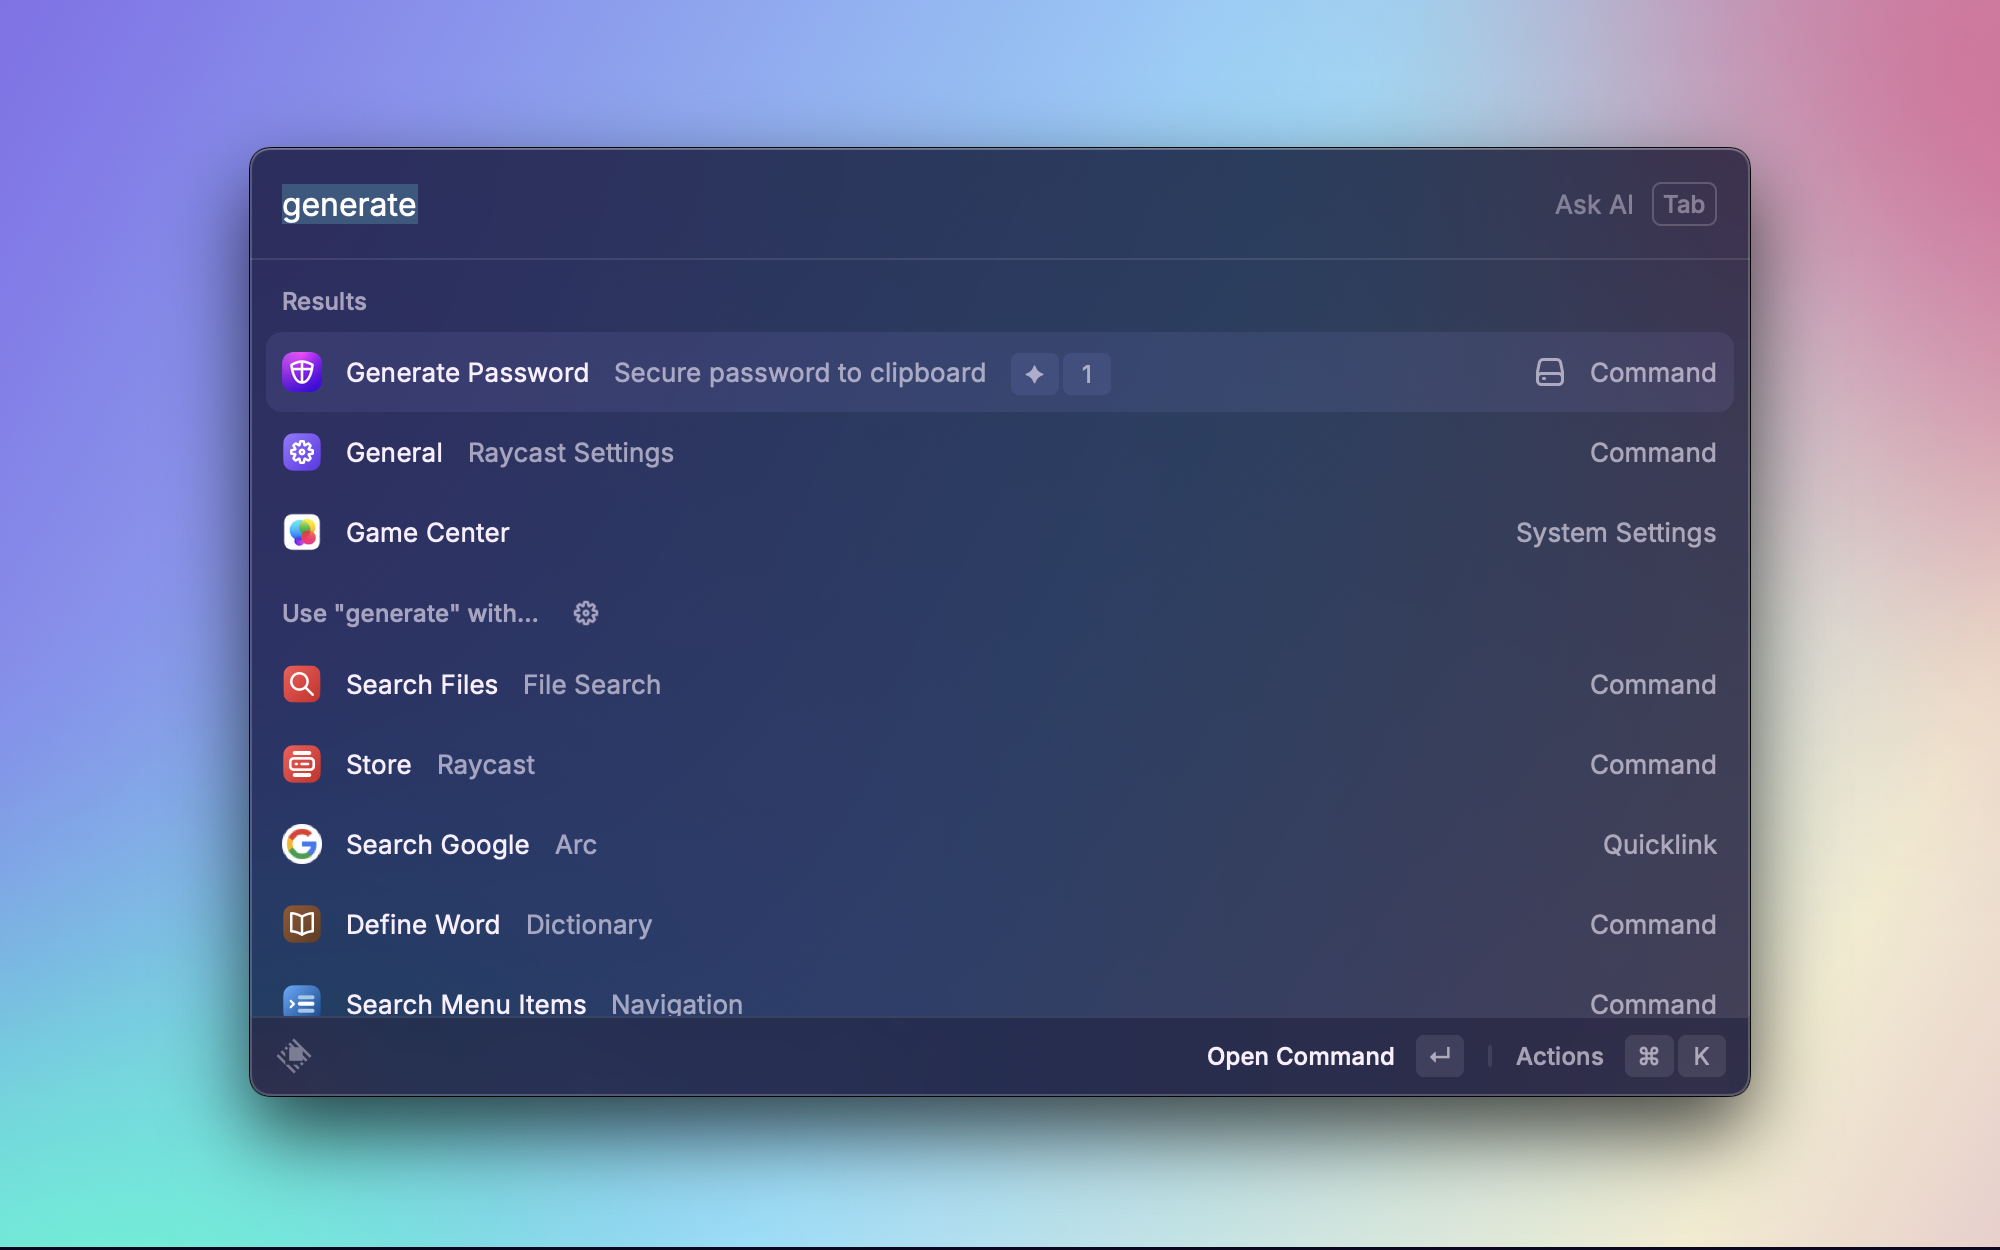 generate Ask AI Tab
Results
Generate Password Secure password to clipboard ✦ 1 Command
General Raycast Settings Command
Game Center System Settings
Use "generate" with...
Search Files File Search Command
Store Raycast Command
Search Google Arc Quicklink
Define Word Dictionary Command
Search Menu Items Navigation Command
Open Command ↵ Actions ⌘ K